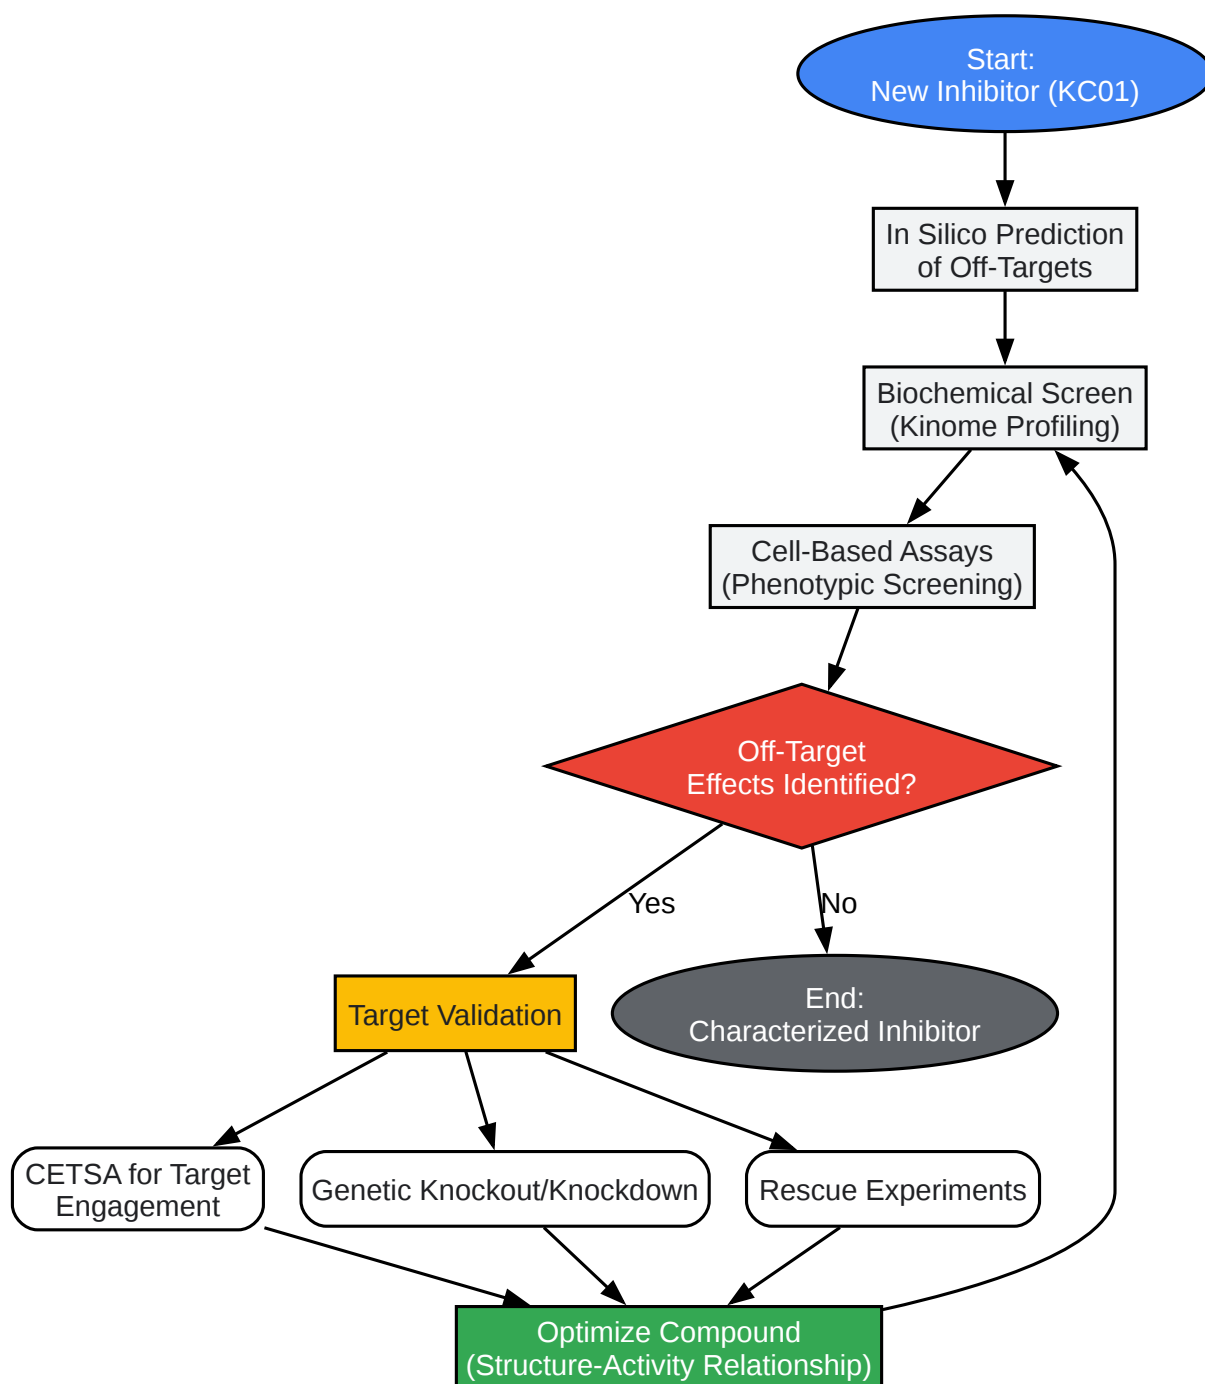 Start:
New Inhibitor (KC01)
In Silico Prediction
of Off-Targets
Biochemical Screen
(Kinome Profiling)
Cell-Based Assays
(Phenotypic Screening)
Off-Target
Effects Identified?
Yes
No
Target Validation
End:
Characterized Inhibitor
CETSA for Target
Engagement
Genetic Knockout/Knockdown
Rescue Experiments
Optimize Compound
(Structure-Activity Relationship)